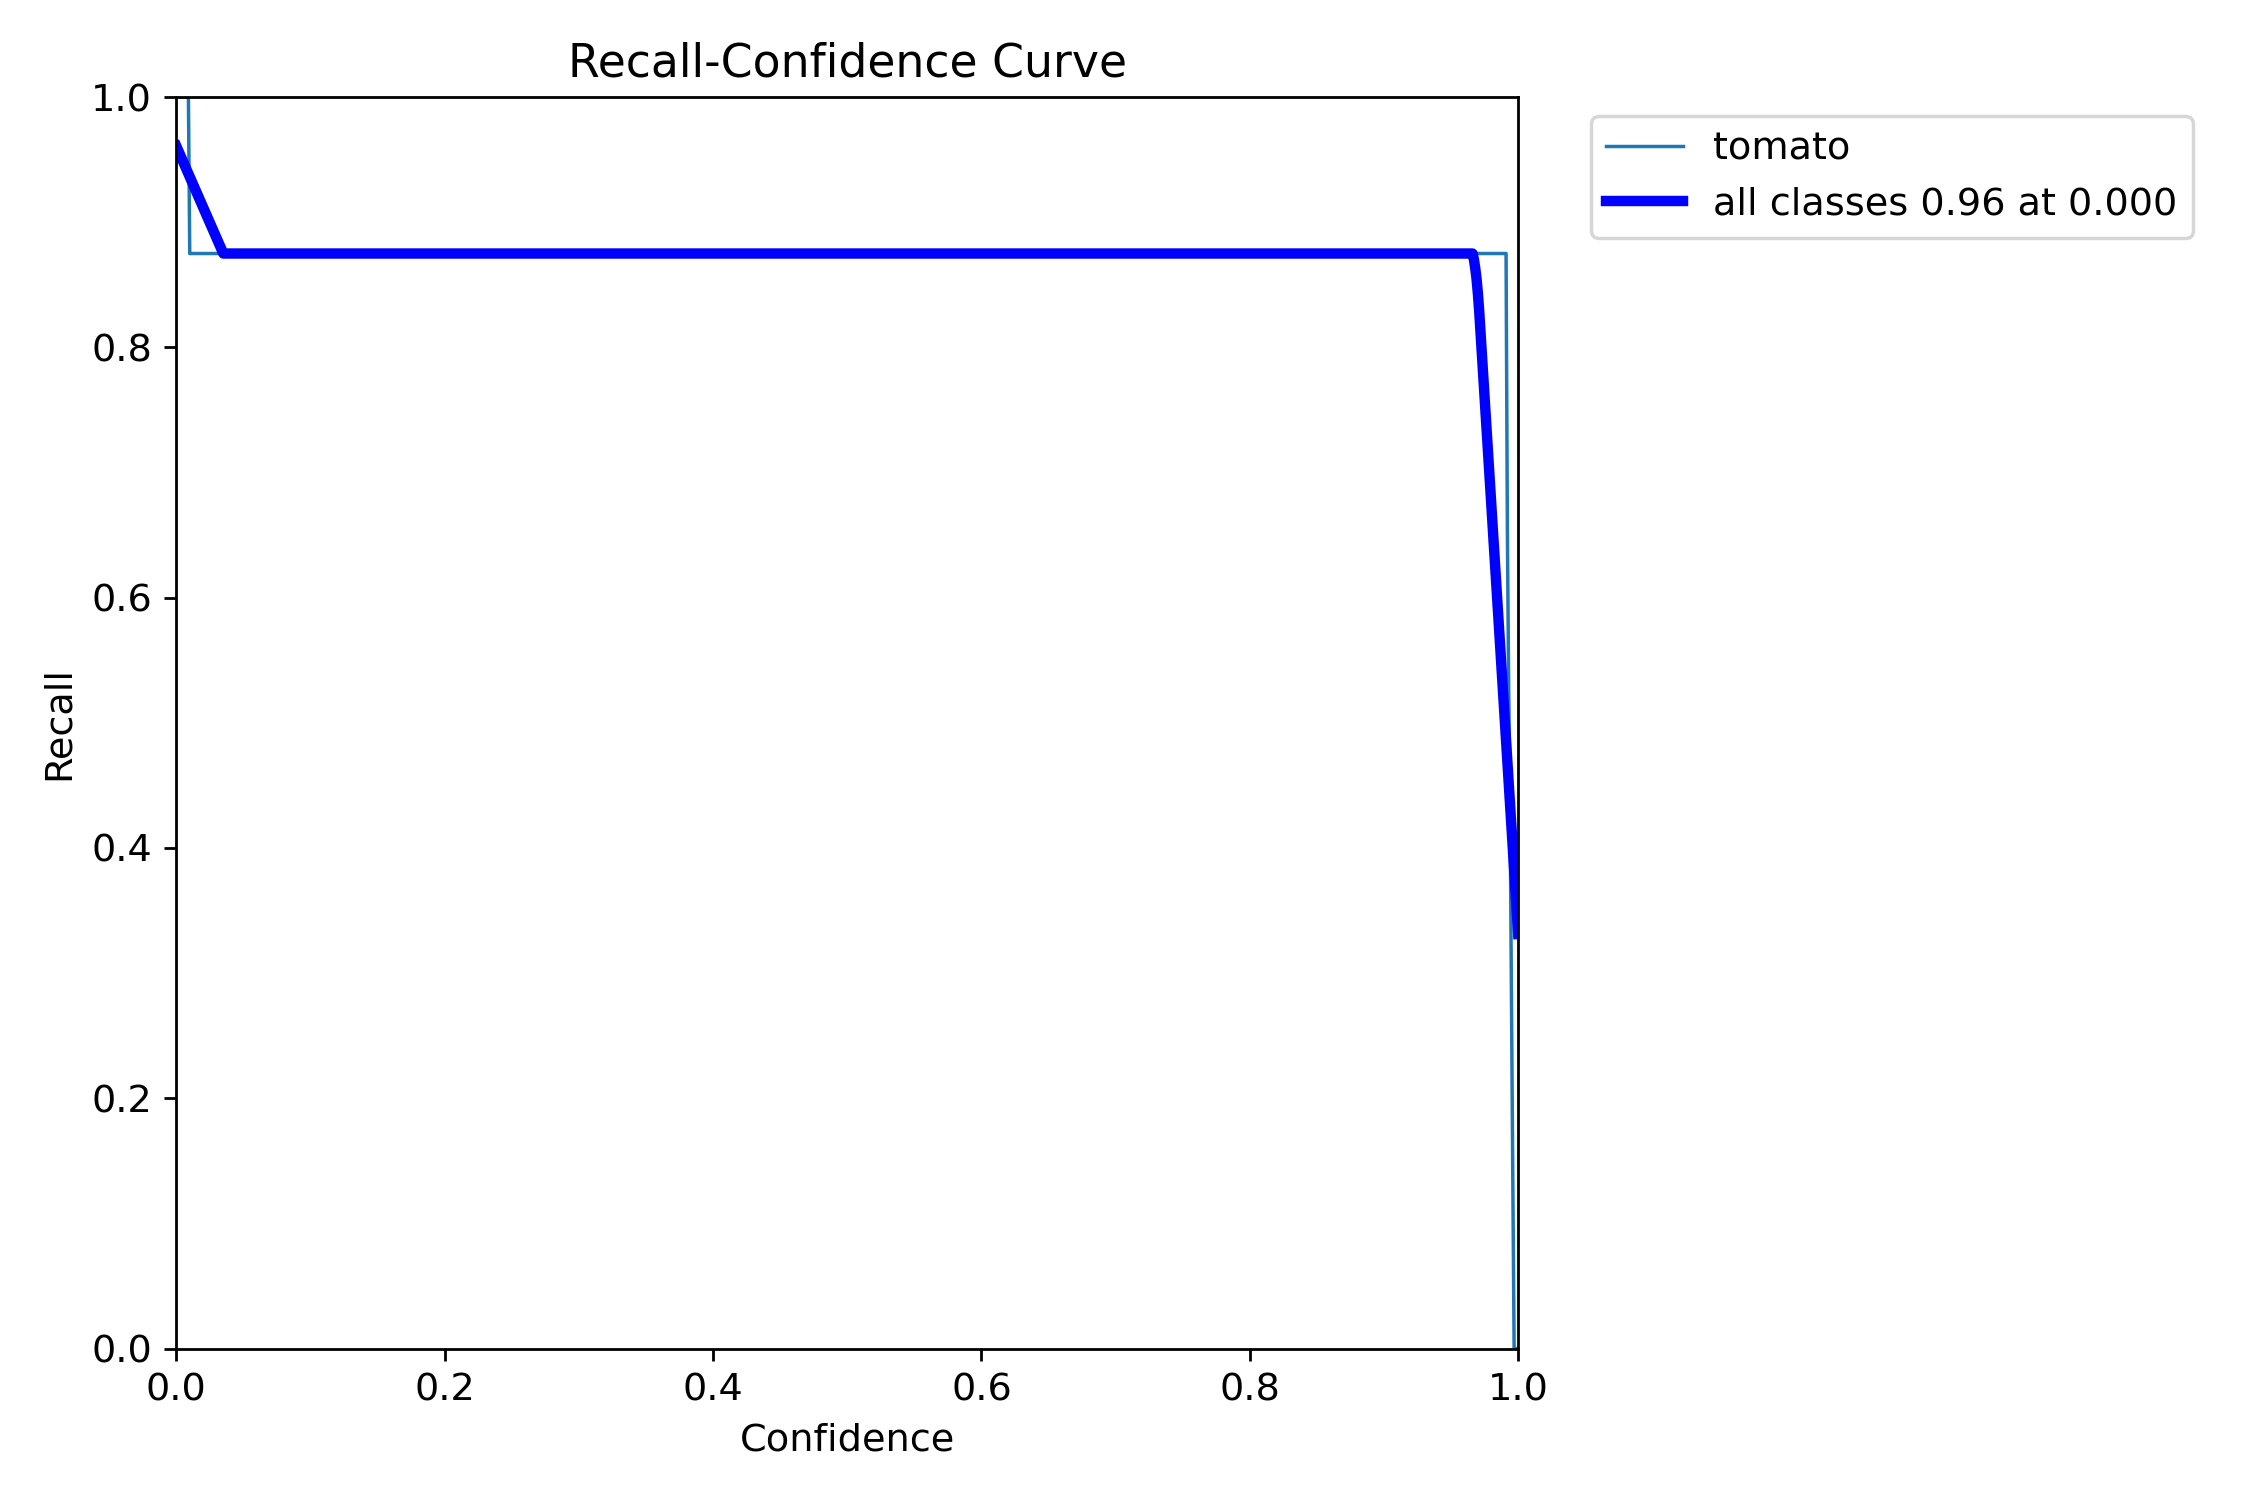 Recall-Confidence Curve
1.0
0.8
0.6
0.4
0.2
0.0
Recall
0.0 0.2 0.4 0.6 0.8 1.0
Confidence
tomato
all classes 0.96 at 0.000